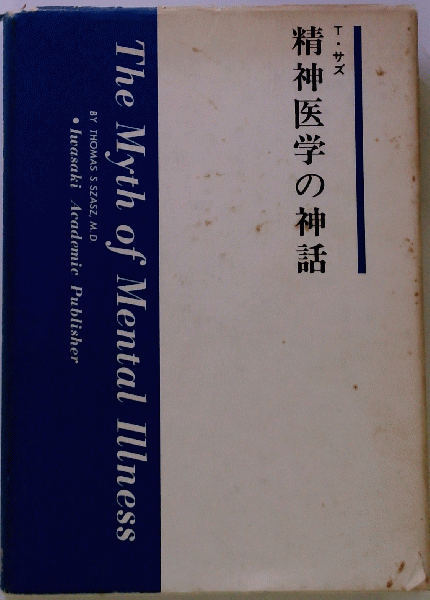 T・サズ
精神医学の神話
The Myth of Mental Illness
BY THOMAS S. SZASZ, M. D
• Iwasaki Academic Publisher